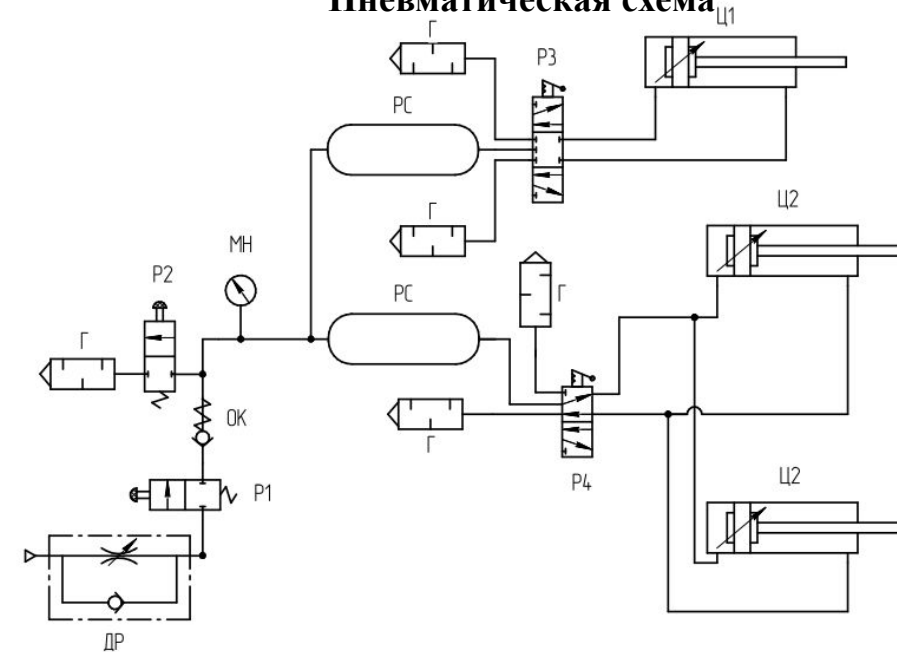 Пневматическая схема
Ц1
Г
Р3
РС
Г
Ц2
МН
Р2
РС
Г
Г
ОК
Г
Р4
Ц2
Р1
ДР